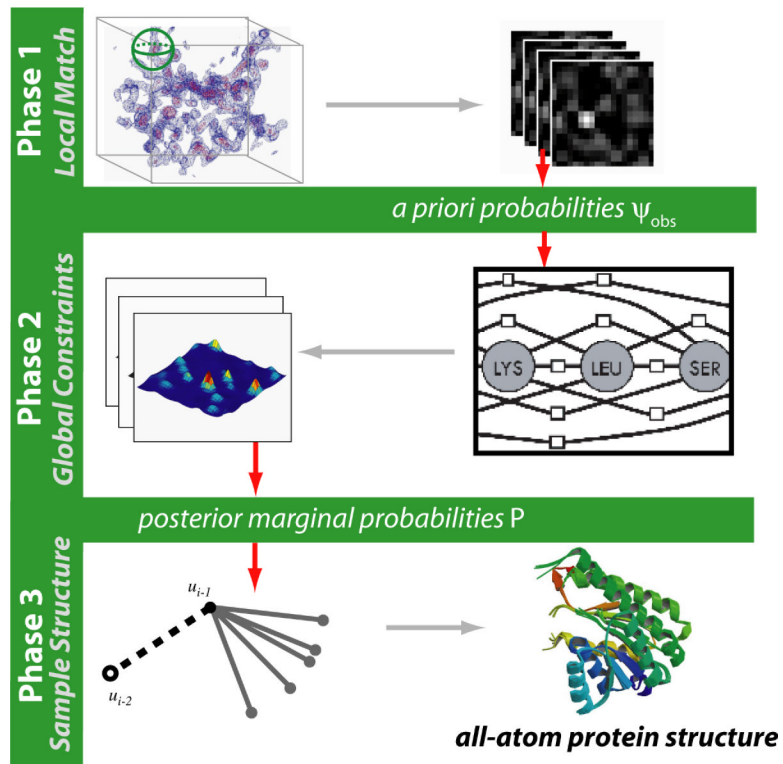 Phase 1
Local Match
a priori probabilities Ψobs
Phase 2
Global Constraints
LYS
LEU
SER
posterior marginal probabilities P
Phase 3
Sample Structure
ui-1
ui-2
all-atom protein structure